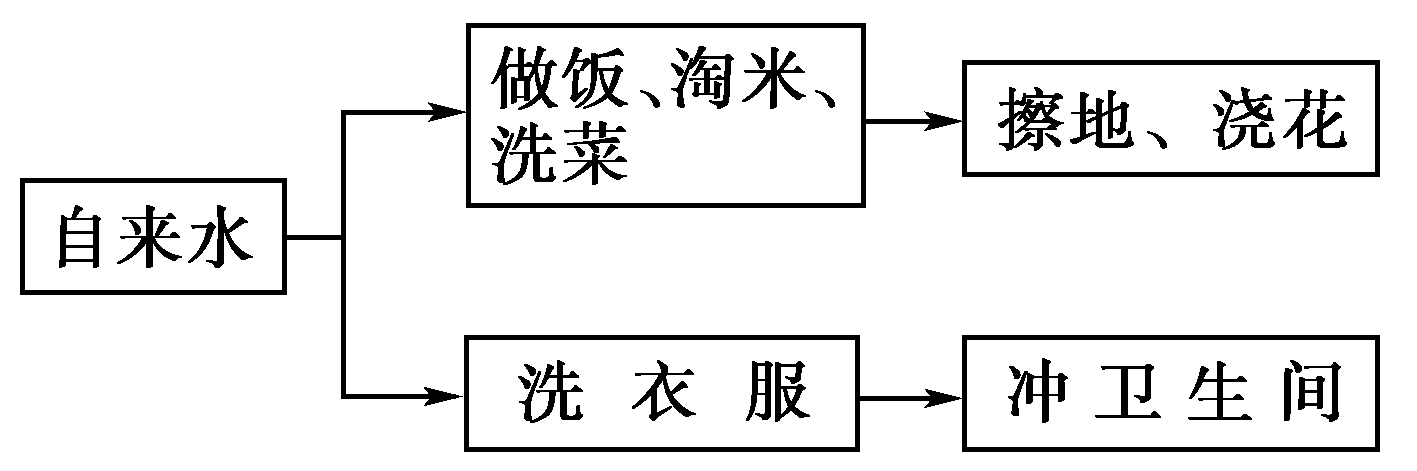 自来水
做饭、淘米、
洗菜
擦地、浇花
洗衣服
冲卫生间